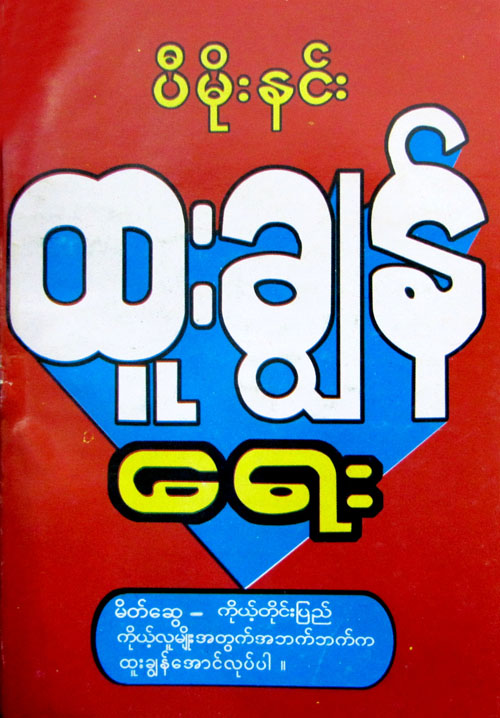 ပီမိုးနင်း
ထူးချွန်
ရေး
မိတ်ဆွေ – ကိုယ့်တိုင်းပြည်
ကိုယ့်လူမျိုးအတွက်အဘက်ဘက်က
ထူးချွန်အောင်လုပ်ပါ ။